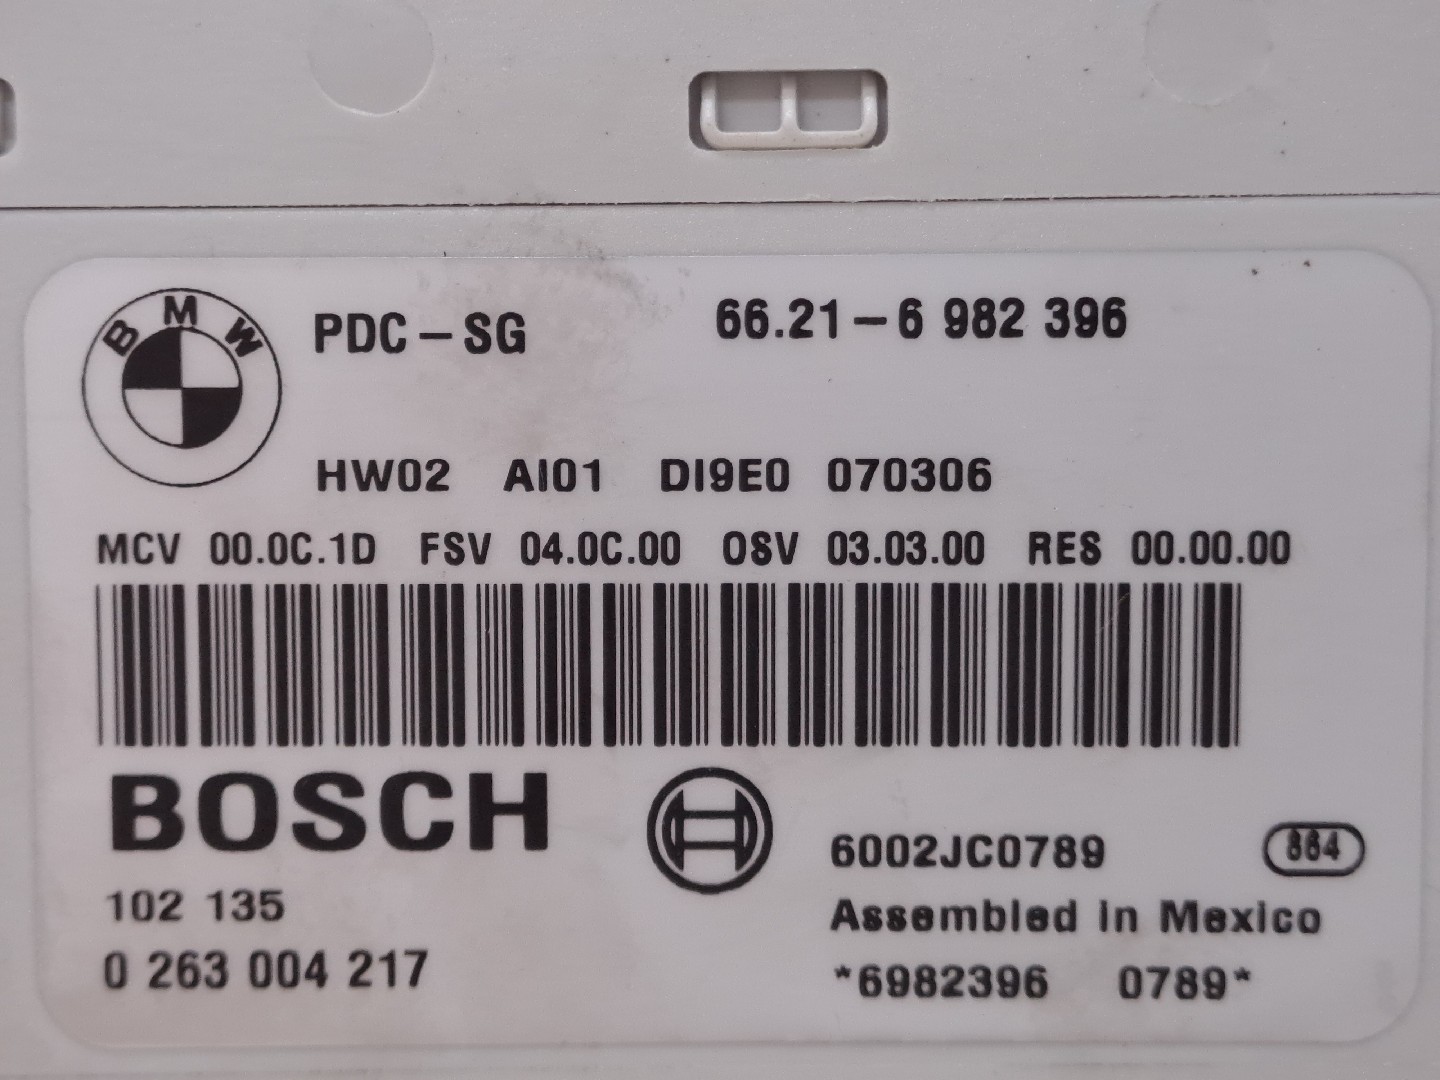 BMW
PDC-SG 66.21-6 982 396
HW02 AI01 DI9E0 070306
MCV 00.0C.1D FSV 04.0C.00 OSV 03.03.00 RES 00.00.00
BOSCH
102 135
0 263 004 217
6002JC0789 864
Assembled in Mexico
*6982396 0789*